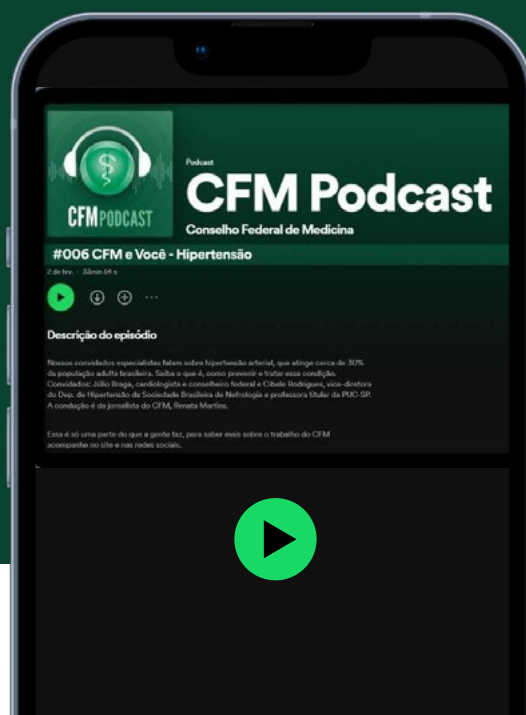 CFMPODCAST
Podcast
CFM Podcast
Conselho Federal de Medicina
#006 CFM e Você - Hipertensão
2 de fev. · 33min 54 s
Descrição do episódio
Nossos convidados especialistas falam sobre hipertensão arterial, que atinge cerca de 30%
da população adulta brasileira. Saiba o que é, como prevenir e tratar essa condição.
Convidados: Júlio Braga, cardiologista e conselheiro federal e Cibele Rodrigues, vice-diretora
do Dep. de Hipertensão da Sociedade Brasileira de Nefrologia e professora titular da PUC-SP.
A condução é da jornalista do CFM, Renata Martins.
Essa é só uma parte do que a gente faz, para saber mais sobre o trabalho do CFM
acompanhe no site e nas redes sociais.